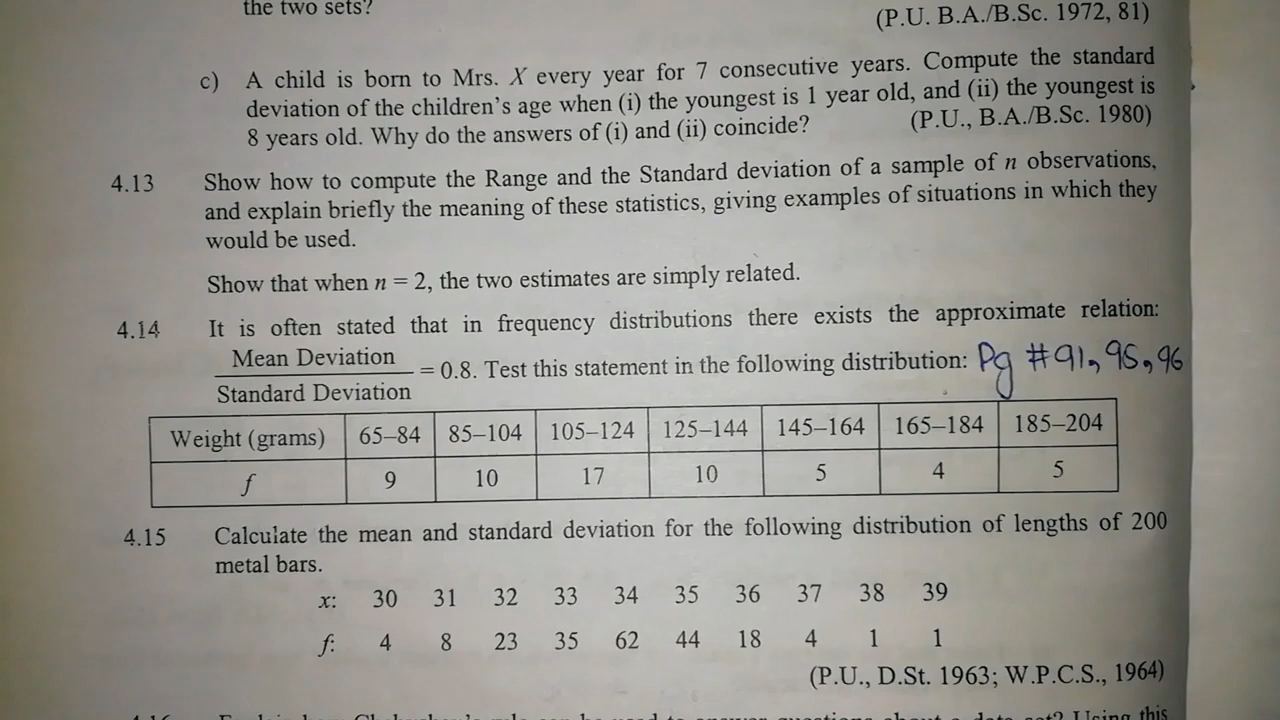 the two sets?
(P.U. B.A./B.Sc. 1972, 81)
c) A child is born to Mrs. X every year for 7 consecutive years. Compute the standard
deviation of the children's age when (i) the youngest is 1 year old, and (ii) the youngest is
8 years old. Why do the answers of (i) and (ii) coincide? (P.U., B.A./B.Sc. 1980)
4.13 Show how to compute the Range and the Standard deviation of a sample of n observations,
and explain briefly the meaning of these statistics, giving examples of situations in which they
would be used.
Show that when n = 2, the two estimates are simply related.
4.14 It is often stated that in frequency distributions there exists the approximate relation:
Mean Deviation
Standard Deviation
= 0.8. Test this statement in the following distribution: Pg #91, 95, 96
Weight (grams) 65–84 85–104 105–124 125–144 145–164 165–184 185–204
f 9 10 17 10 5 4 5
4.15 Calculate the mean and standard deviation for the following distribution of lengths of 200
metal bars.
x: 30 31 32 33 34 35 36 37 38 39
f: 4 8 23 35 62 44 18 4 1 1
(P.U., D.St. 1963; W.P.C.S., 1964)